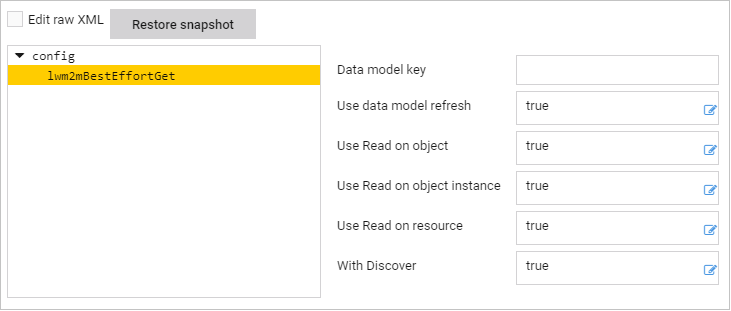 Edit raw XML
Restore snapshot
config
lwm2mBestEffortGet
Data model key
Use data model refresh true
Use Read on object true
Use Read on object instance true
Use Read on resource true
With Discover true